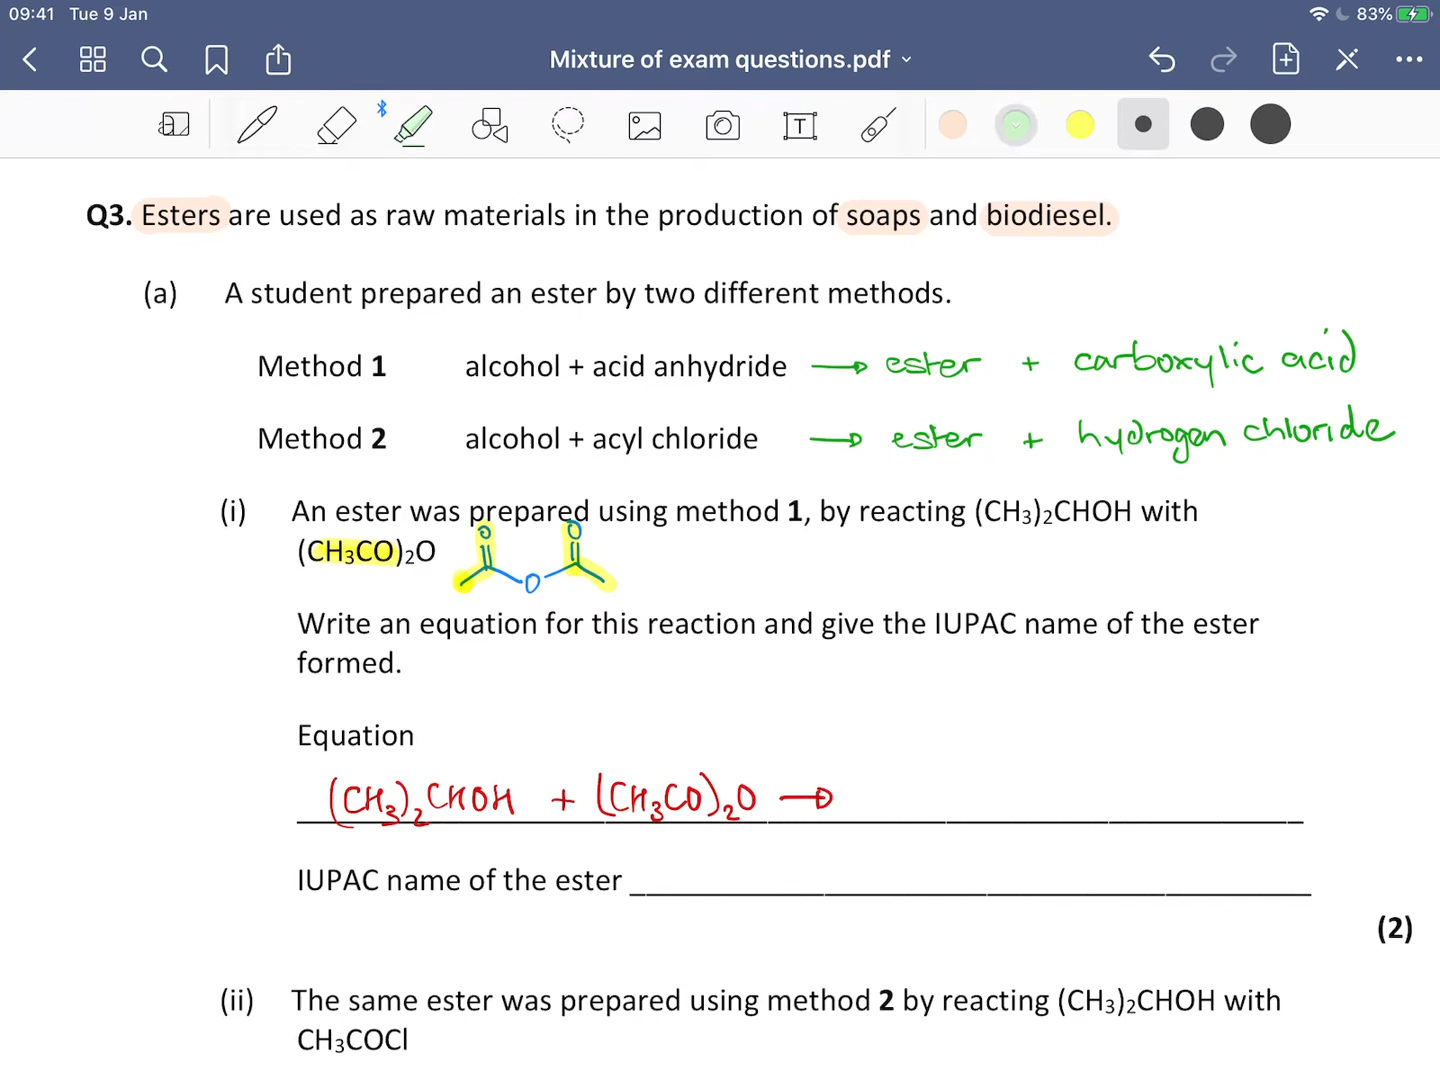 09:41 Tue 9 Jan 83%
Mixture of exam questions.pdf
Q3. Esters are used as raw materials in the production of soaps and biodiesel.
(a) A student prepared an ester by two different methods.
Method 1 alcohol + acid anhydride → ester + carboxylic acid
Method 2 alcohol + acyl chloride → ester + hydrogen chloride
(i) An ester was prepared using method 1, by reacting (CH₃)₂CHOH with
(CH₃CO)₂O
O O
O
Write an equation for this reaction and give the IUPAC name of the ester
formed.
Equation
(CH₃)₂CHOH + (CH₃CO)₂O →
IUPAC name of the ester
(2)
(ii) The same ester was prepared using method 2 by reacting (CH₃)₂CHOH with
CH₃COCl